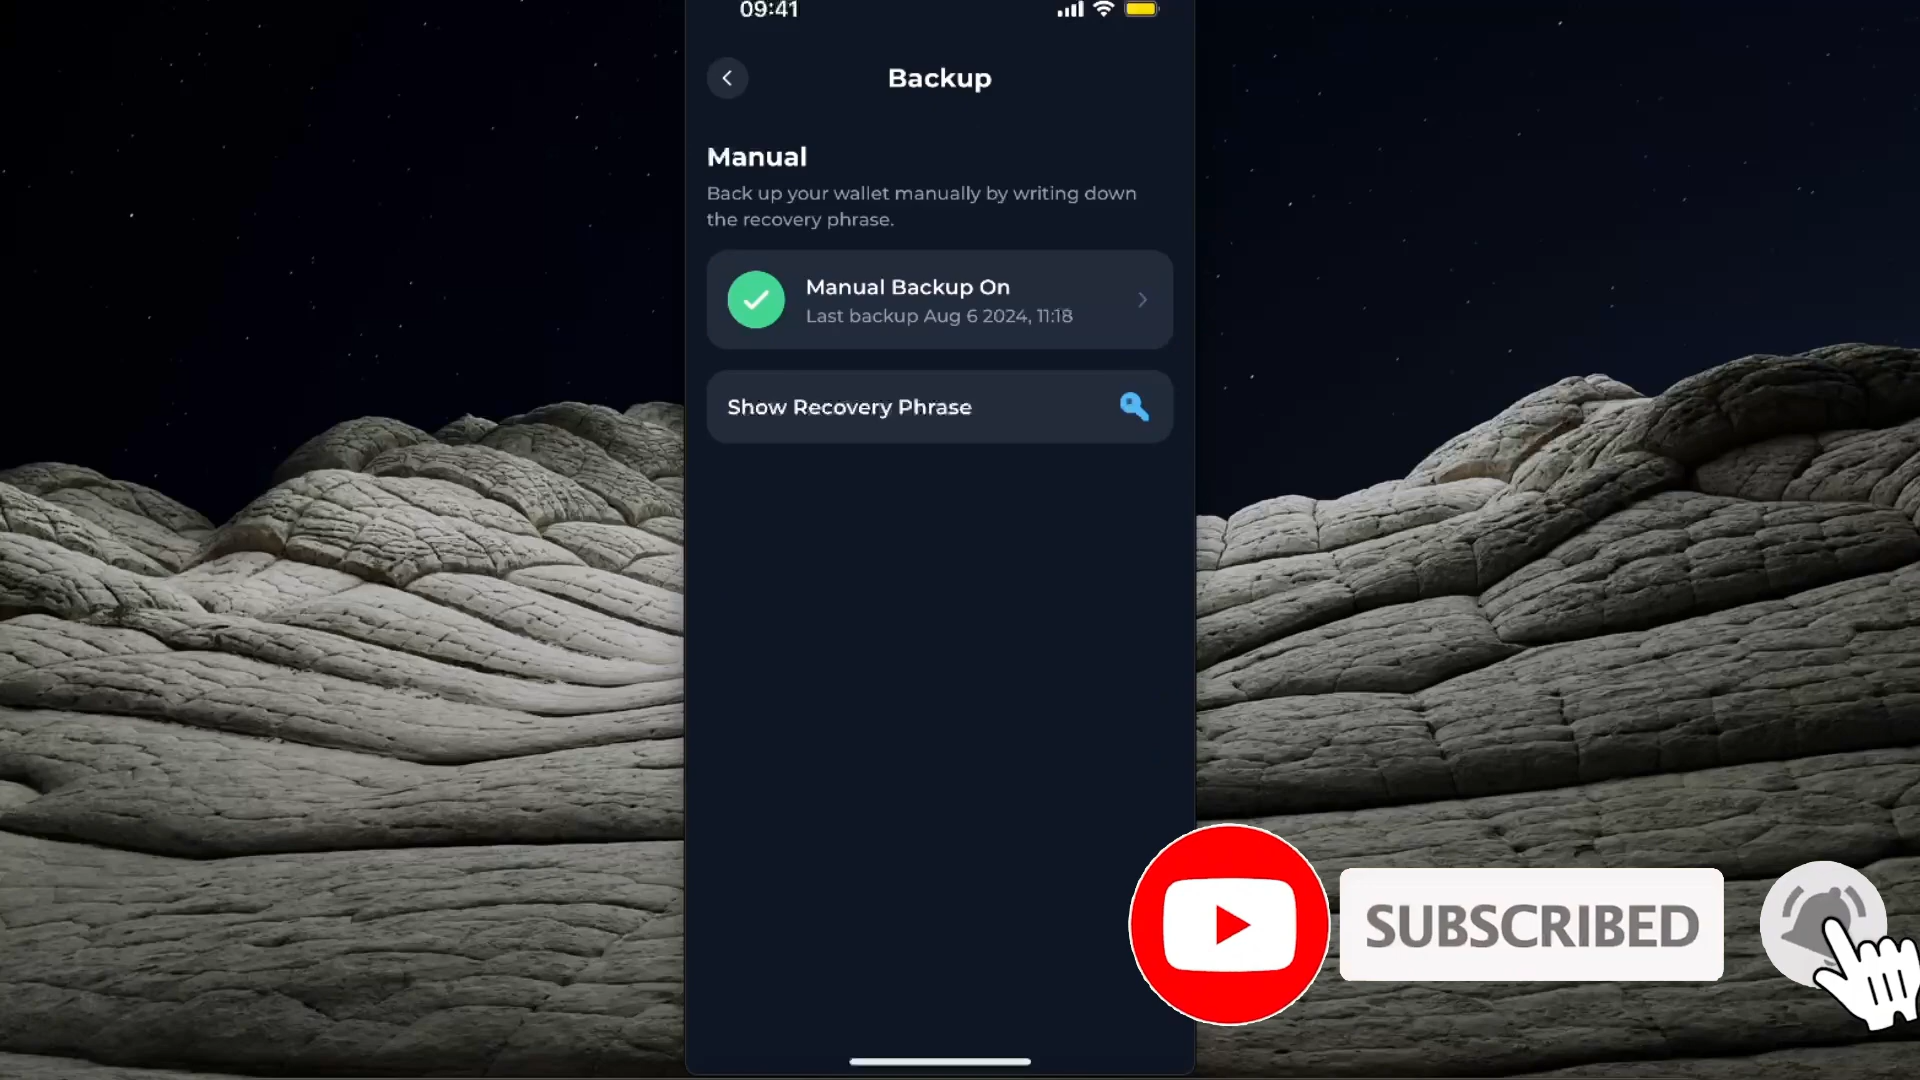 09:41
Backup
Manual
Back up your wallet manually by writing down
the recovery phrase.
Manual Backup On
Last backup Aug 6 2024, 11:18
Show Recovery Phrase
SUBSCRIBED